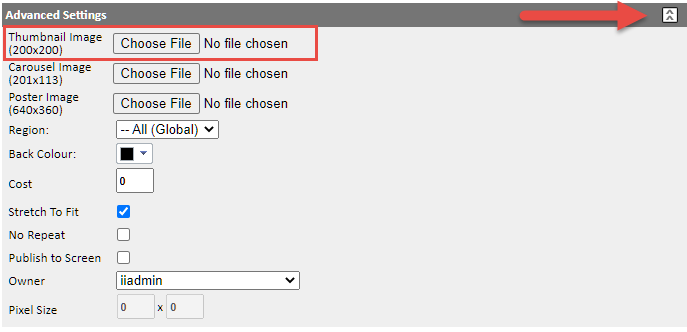 Advanced Settings
Thumbnail Image
(200x200)
Choose File No file chosen
Carousel Image
(201x113)
Choose File No file chosen
Poster Image
(640x360)
Choose File No file chosen
Region: -- All (Global)
Back Colour:
Cost 0
Stretch To Fit
No Repeat
Publish to Screen
Owner iiadmin
Pixel Size 0 x 0